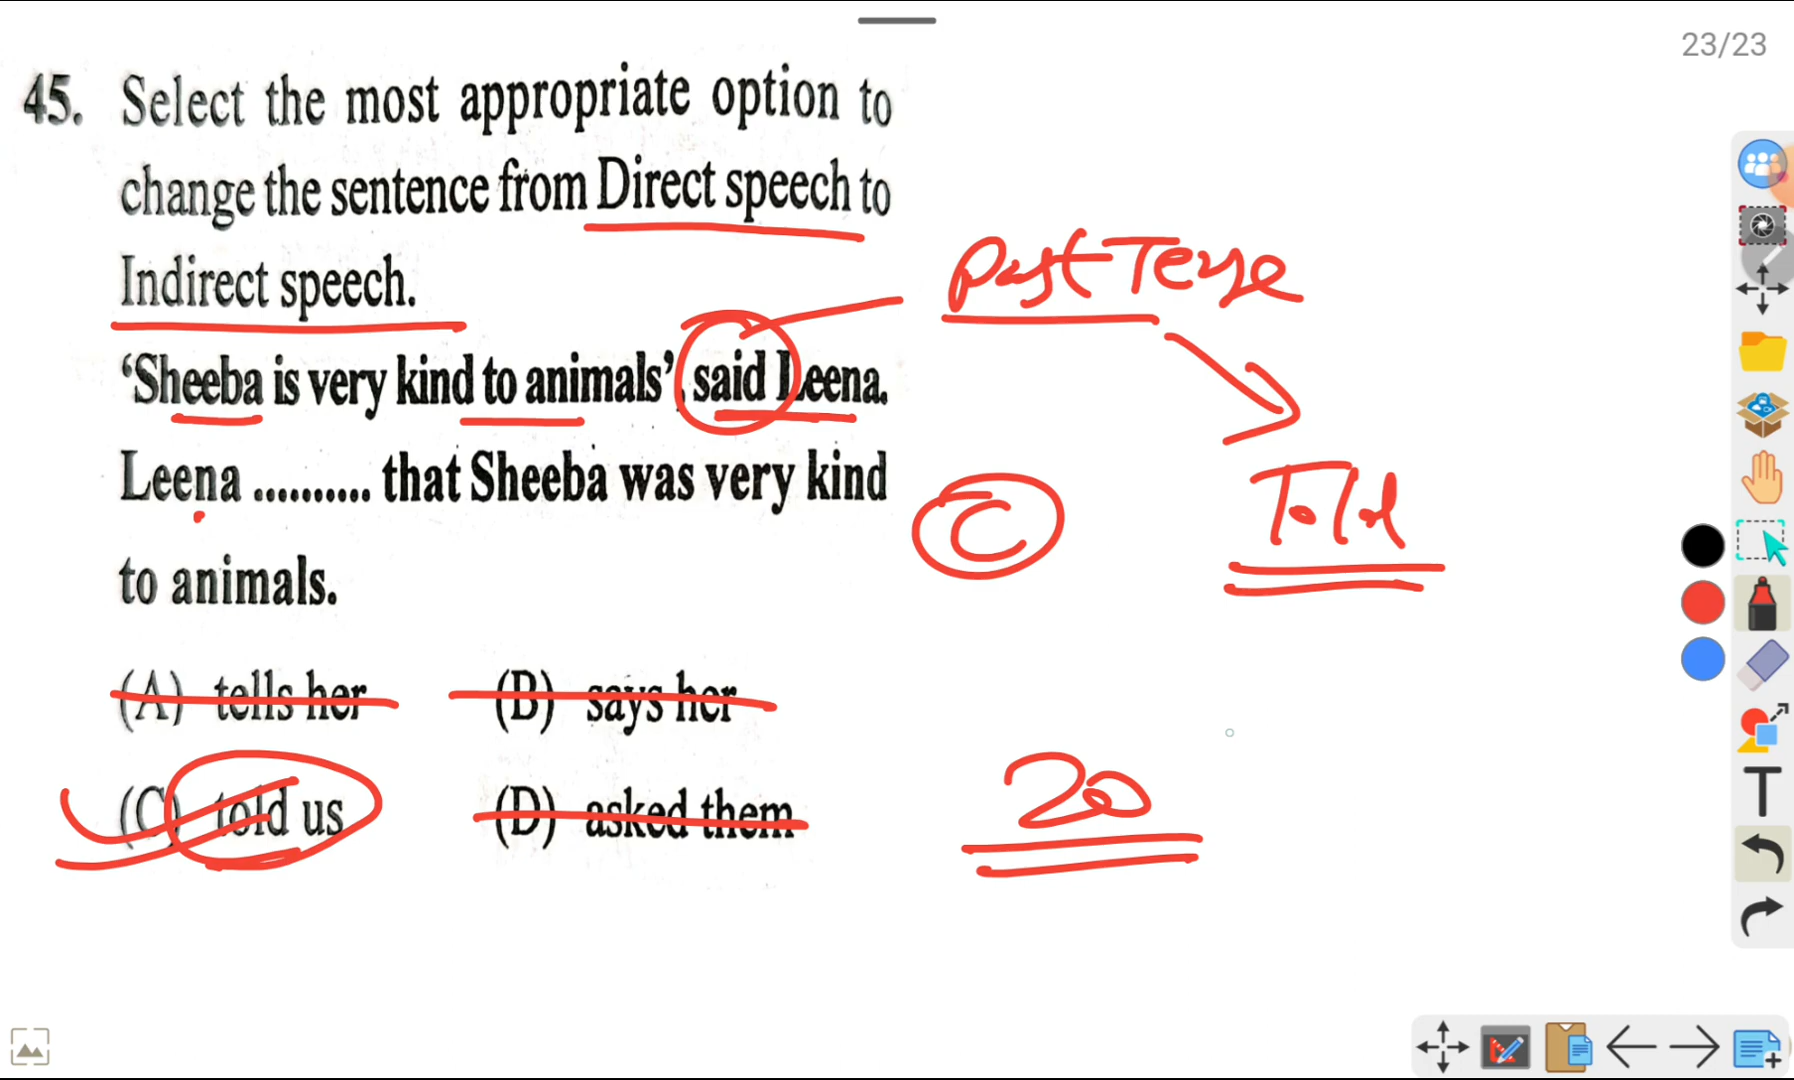 23/23
45. Select the most appropriate option to
change the sentence from Direct speech to
Indirect speech.
Past Tense
‘Sheeba is very kind to animals’, said Leena.
Leena .......... that Sheeba was very kind
to animals.
C
Told
(A) tells her (B) says her
(C) told us (D) asked them
20
T